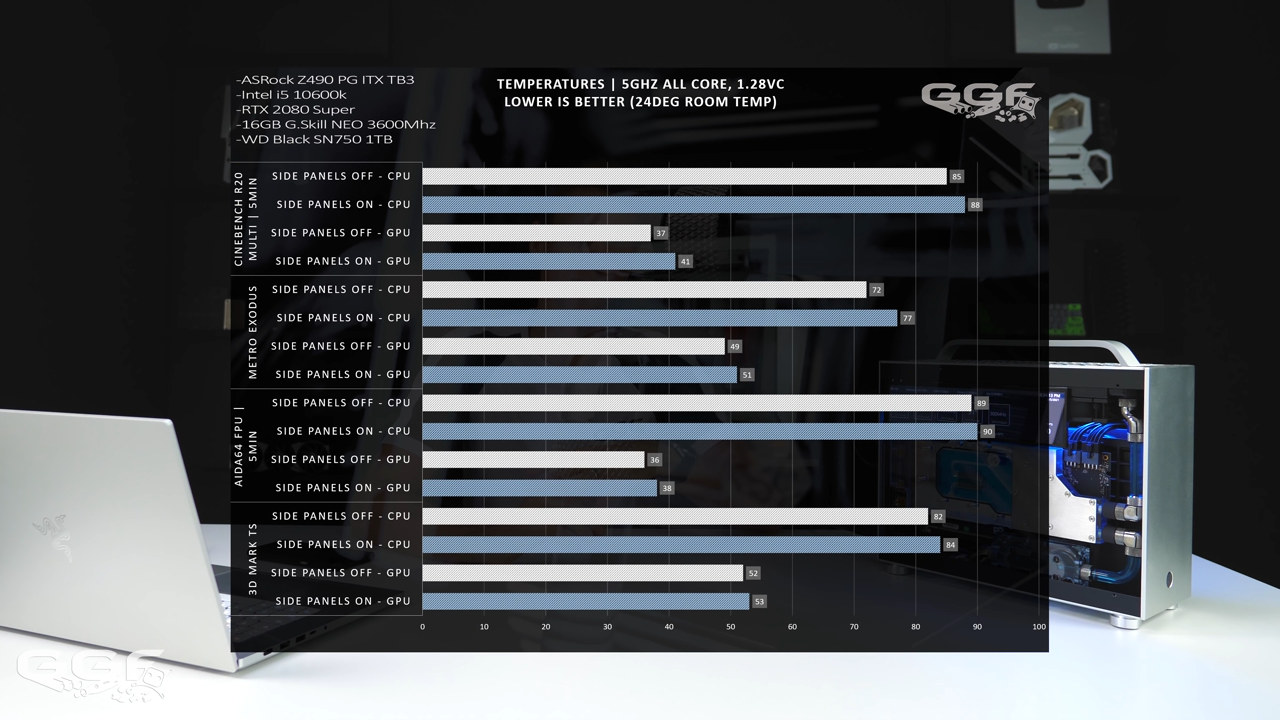 -ASRock Z490 PG ITX TB3
-Intel i5 10600k
-RTX 2080 Super
-16GB G.Skill NEO 3600Mhz
-WD Black SN750 1TB
TEMPERATURES | 5GHZ ALL CORE, 1.28VC
LOWER IS BETTER (24DEG ROOM TEMP)
GGF
CINEBENCH R20
MULTI | 5MIN
SIDE PANELS OFF - CPU 85
SIDE PANELS ON - CPU 88
SIDE PANELS OFF - GPU 37
SIDE PANELS ON - GPU 41
METRO EXODUS
SIDE PANELS OFF - CPU 72
SIDE PANELS ON - CPU 77
SIDE PANELS OFF - GPU 49
SIDE PANELS ON - GPU 51
AIDA64 FPU |
5MIN
SIDE PANELS OFF - CPU 89
SIDE PANELS ON - CPU 90
SIDE PANELS OFF - GPU 36
SIDE PANELS ON - GPU 38
3D MARK TS
SIDE PANELS OFF - CPU 82
SIDE PANELS ON - CPU 84
SIDE PANELS OFF - GPU 52
SIDE PANELS ON - GPU 53
0 10 20 30 40 50 60 70 80 90 100
GGF